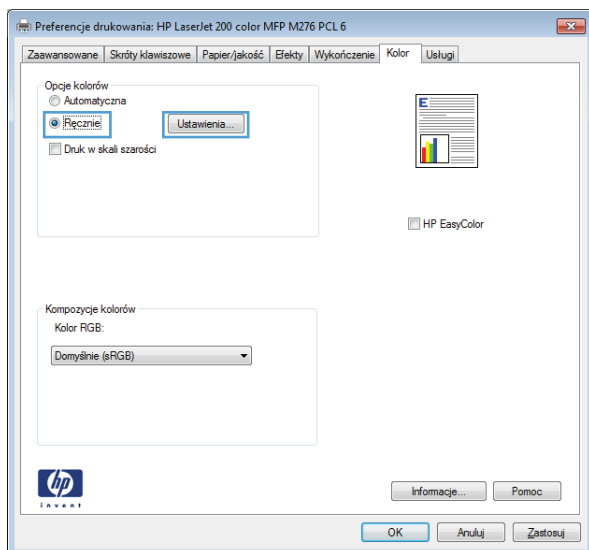 Preferencje drukowania: HP LaserJet 200 color MFP M276 PCL 6
Zaawansowane Skróty klawiszowe Papier/jakość Efekty Wykończenie Kolor Usługi
Opcje kolorów
Automatyczna
Ręcznie Ustawienia...
Druk w skali szarości
E
HP EasyColor
Kompozycje kolorów
Kolor RGB:
Domyślnie (sRGB)
hp
invent
Informacje... Pomoc
OK Anuluj Zastosuj